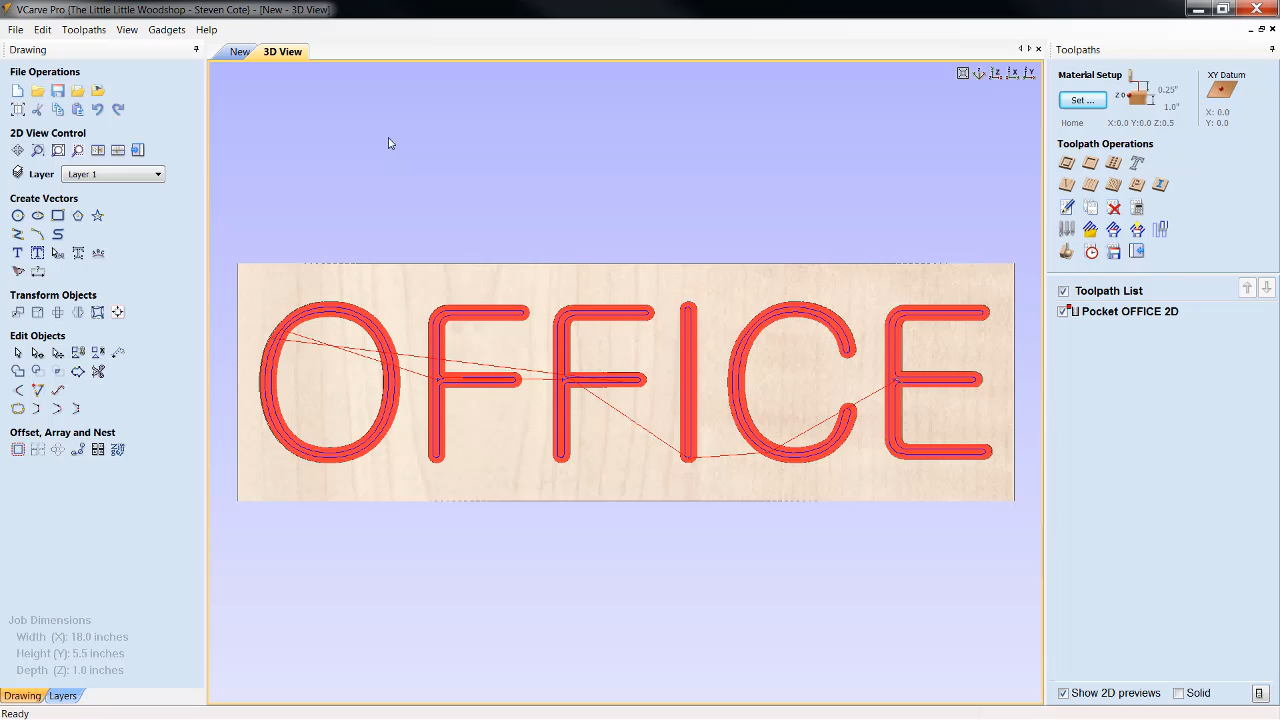 VCarve Pro {The Little Little Woodshop - Steven Cote} - [New - 3D View]
File Edit Toolpaths View Gadgets Help
Drawing
File Operations
2D View Control
Layer Layer 1
Create Vectors
Transform Objects
Edit Objects
Offset, Array and Nest
Job Dimensions
Width (X): 18.0 inches
Height (Y): 5.5 inches
Depth (Z): 1.0 inches
Drawing Layers
Ready
New 3D View
OFFICE
Toolpaths
Material Setup
Set ...
Z 0
0.25"
1.0"
Home X:0.0 Y:0.0 Z:0.5
XY Datum
X: 0.0
Y: 0.0
Toolpath Operations
Toolpath List
Pocket OFFICE 2D
Show 2D previews Solid